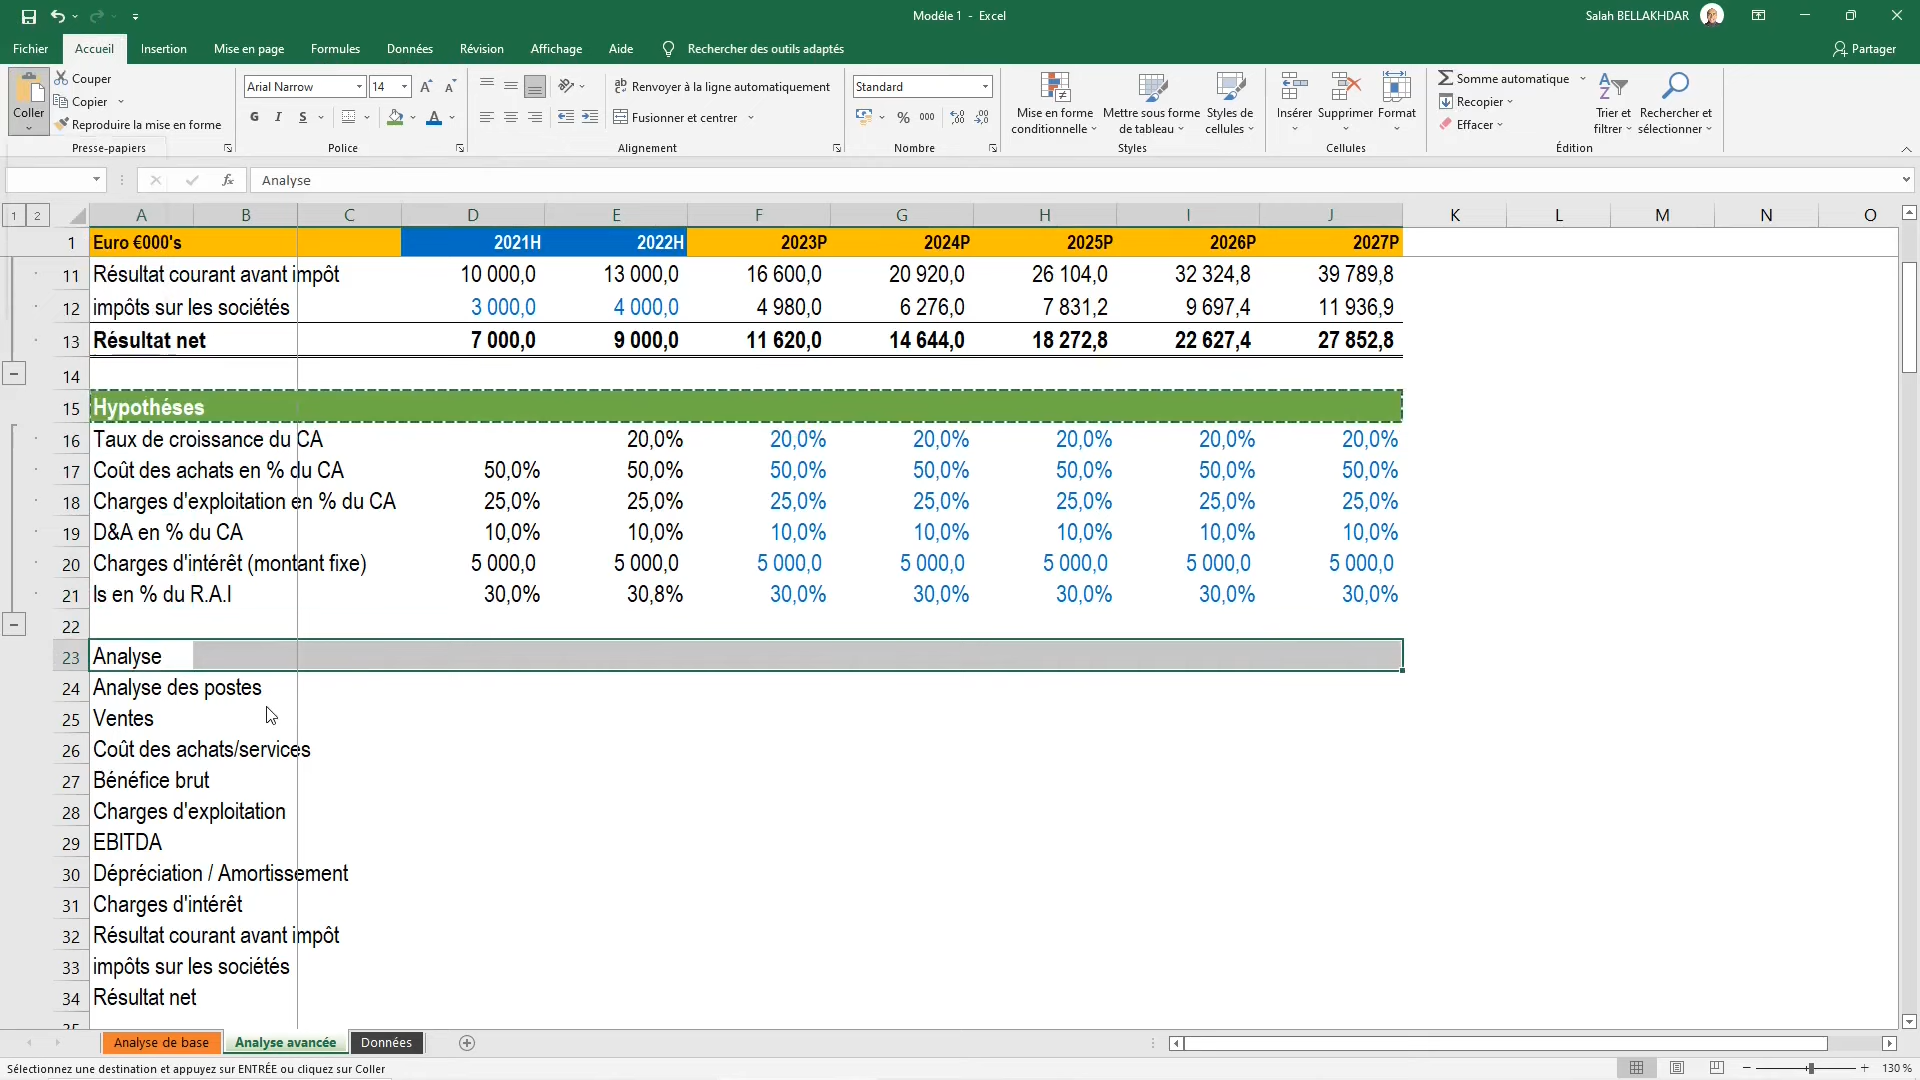 Modéle 1 - Excel
Salah BELLAKHDAR
Fichier Accueil Insertion Mise en page Formules Données Révision Affichage Aide Rechercher des outils adaptés Partager
Coller
Couper
Copier
Reproduire la mise en forme
Presse-papiers
Arial Narrow 14
G I S
Police
Renvoyer à la ligne automatiquement
Fusionner et centrer
Alignement
Standard
% 000
Nombre
Mise en forme conditionnelle
Mettre sous forme de tableau
Styles de cellules
Styles
Insérer Supprimer Format
Cellules
Somme automatique
Recopier
Effacer
Trier et filtrer
Rechercher et sélectionner
Édition
fx Analyse
1 2
A B C D E F G H I J K L M N O
1 Euro €000's 2021H 2022H 2023P 2024P 2025P 2026P 2027P
11 Résultat courant avant impôt 10 000,0 13 000,0 16 600,0 20 920,0 26 104,0 32 324,8 39 789,8
12 impôts sur les sociétés 3 000,0 4 000,0 4 980,0 6 276,0 7 831,2 9 697,4 11 936,9
13 Résultat net 7 000,0 9 000,0 11 620,0 14 644,0 18 272,8 22 627,4 27 852,8
14
15 Hypothéses
16 Taux de croissance du CA 20,0% 20,0% 20,0% 20,0% 20,0% 20,0%
17 Coût des achats en % du CA 50,0% 50,0% 50,0% 50,0% 50,0% 50,0% 50,0%
18 Charges d'exploitation en % du CA 25,0% 25,0% 25,0% 25,0% 25,0% 25,0% 25,0%
19 D&A en % du CA 10,0% 10,0% 10,0% 10,0% 10,0% 10,0% 10,0%
20 Charges d'intérêt (montant fixe) 5 000,0 5 000,0 5 000,0 5 000,0 5 000,0 5 000,0 5 000,0
21 Is en % du R.A.I 30,0% 30,8% 30,0% 30,0% 30,0% 30,0% 30,0%
22
23 Analyse
24 Analyse des postes
25 Ventes
26 Coût des achats/services
27 Bénéfice brut
28 Charges d'exploitation
29 EBITDA
30 Dépréciation / Amortissement
31 Charges d'intérêt
32 Résultat courant avant impôt
33 impôts sur les sociétés
34 Résultat net
35
Analyse de base Analyse avancée Données
Sélectionnez une destination et appuyez sur ENTRÉE ou cliquez sur Coller
130 %